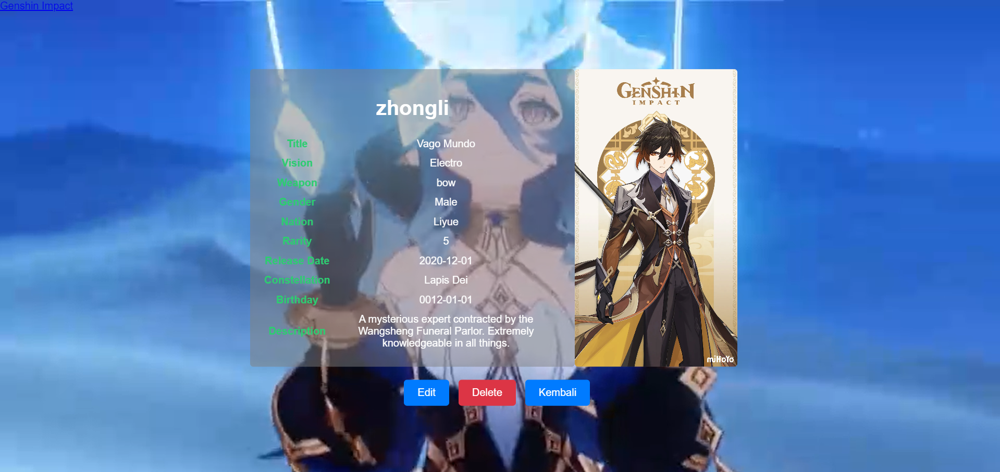 Genshin Impact
zhongli
Title Vago Mundo
Vision Electro
Weapon bow
Gender Male
Nation Liyue
Rarity 5
Release Date 2020-12-01
Constellation Lapis Dei
Birthday 0012-01-01
Description A mysterious expert contracted by the
Wangsheng Funeral Parlor. Extremely
knowledgeable in all things.
GENSHIN
IMPACT
miHoYo
Edit Delete Kembali